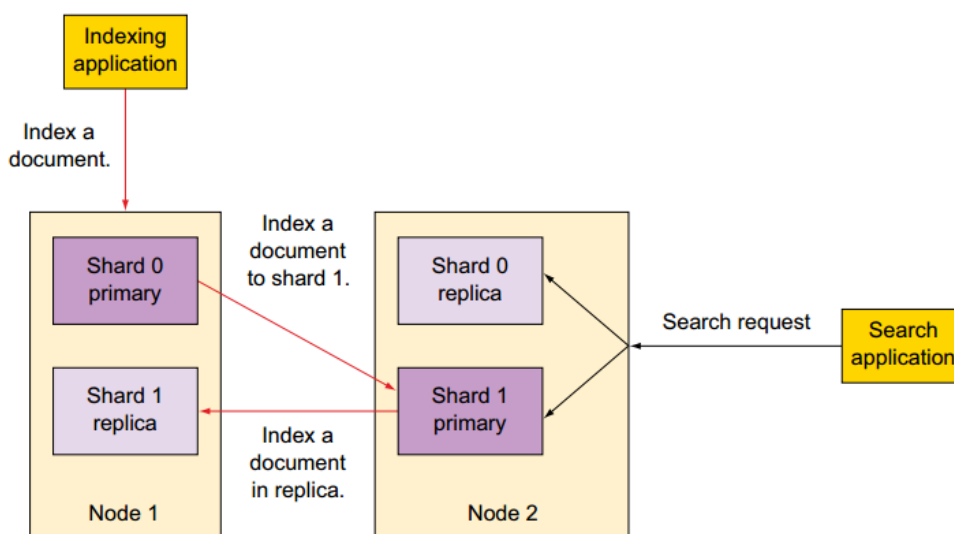 Indexing
application
Index a
document.
Index a
document
to shard 1.
Shard 0
primary
Shard 0
replica
Search request
Search
application
Shard 1
replica
Shard 1
primary
Index a
document
in replica.
Node 1
Node 2